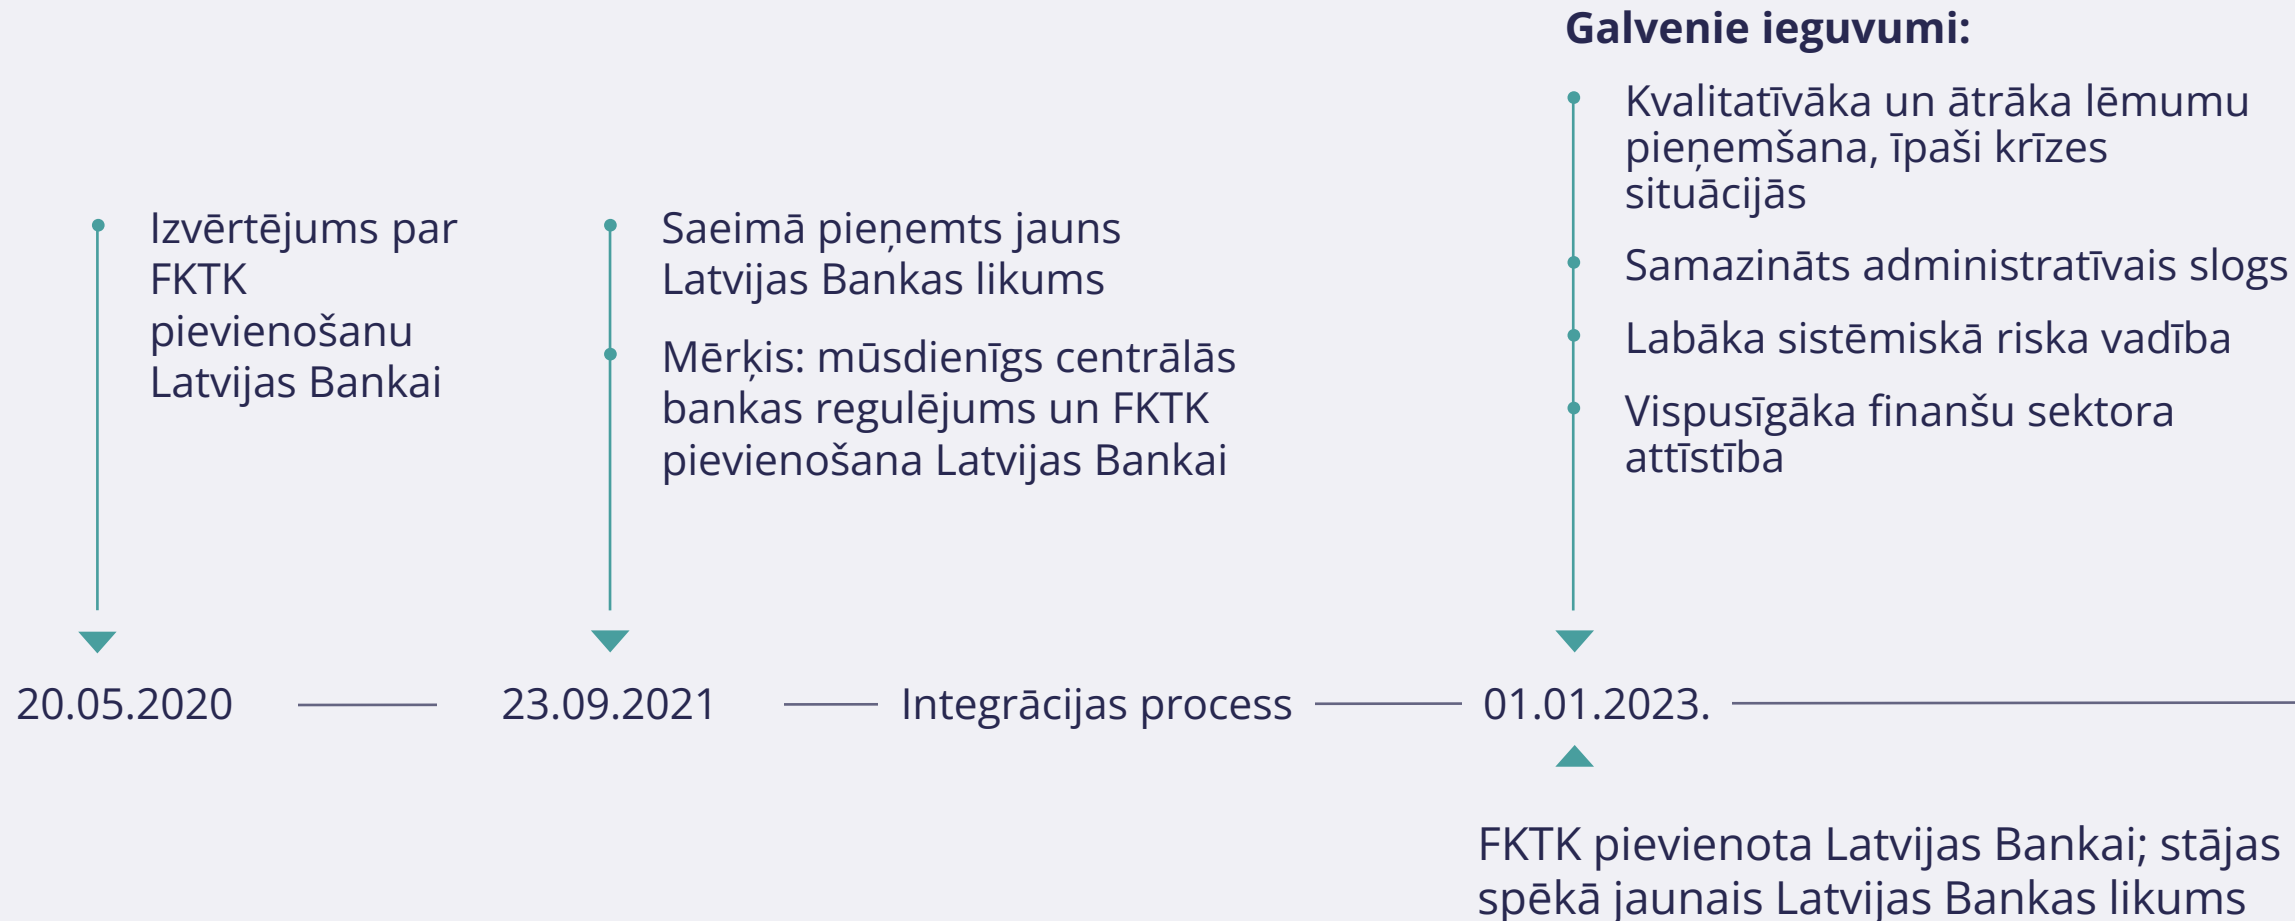 Izvērtējums par
FKTK
pievienošanu
Latvijas Bankai
20.05.2020
Saeimā pieņemts jauns
Latvijas Bankas likums
Mērķis: mūsdienīgs centrālās
bankas regulējums un FKTK
pievienošana Latvijas Bankai
23.09.2021
Integrācijas process
Galvenie ieguvumi:
Kvalitatīvāka un ātrāka lēmumu
pieņemšana, īpaši krīzes
situācijās
Samazināts administratīvais slogs
Labāka sistēmiskā riska vadība
Vispusīgāka finanšu sektora
attīstība
01.01.2023.
FKTK pievienota Latvijas Bankai; stājas
spēkā jaunais Latvijas Bankas likums